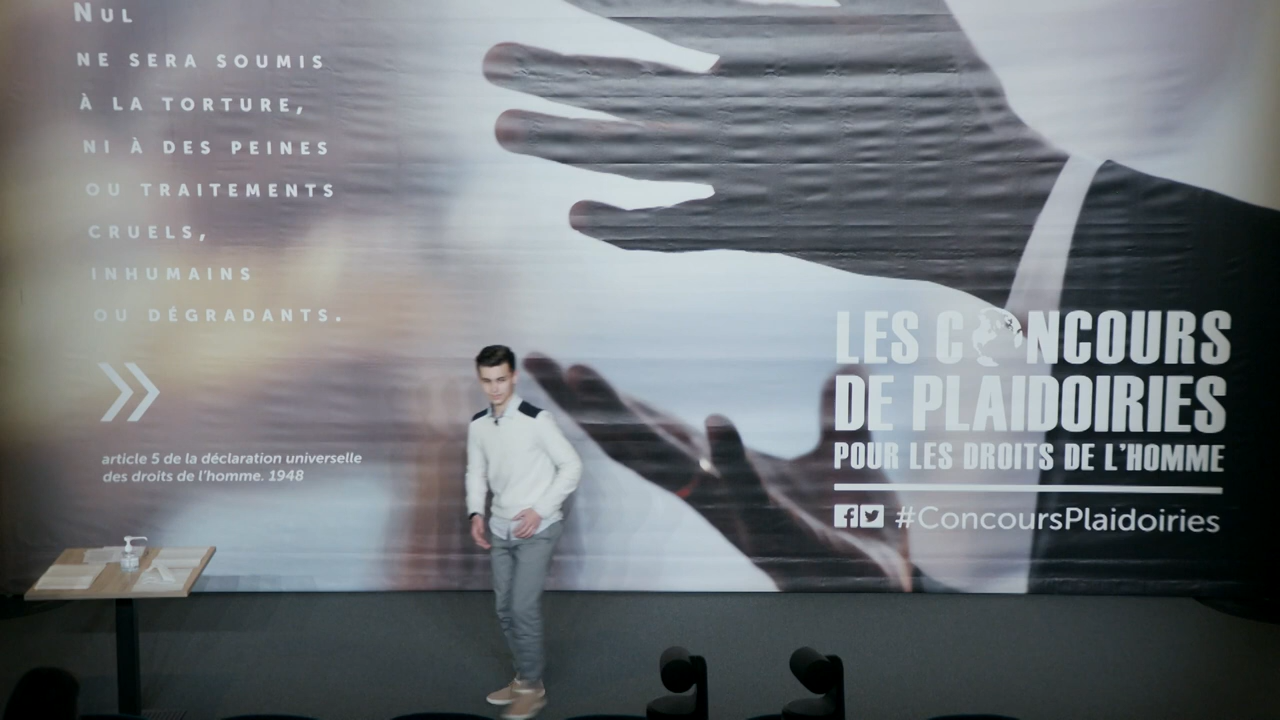 NUL
NE SERA SOUMIS
À LA TORTURE,
NI À DES PEINES
OU TRAITEMENTS
CRUELS,
INHUMAINS
OU DÉGRADANTS.
article 5 de la déclaration universelle
des droits de l'homme. 1948
LES CONCOURS
DE PLAIDOIRIES
POUR LES DROITS DE L'HOMME
#ConcoursPlaidoiries